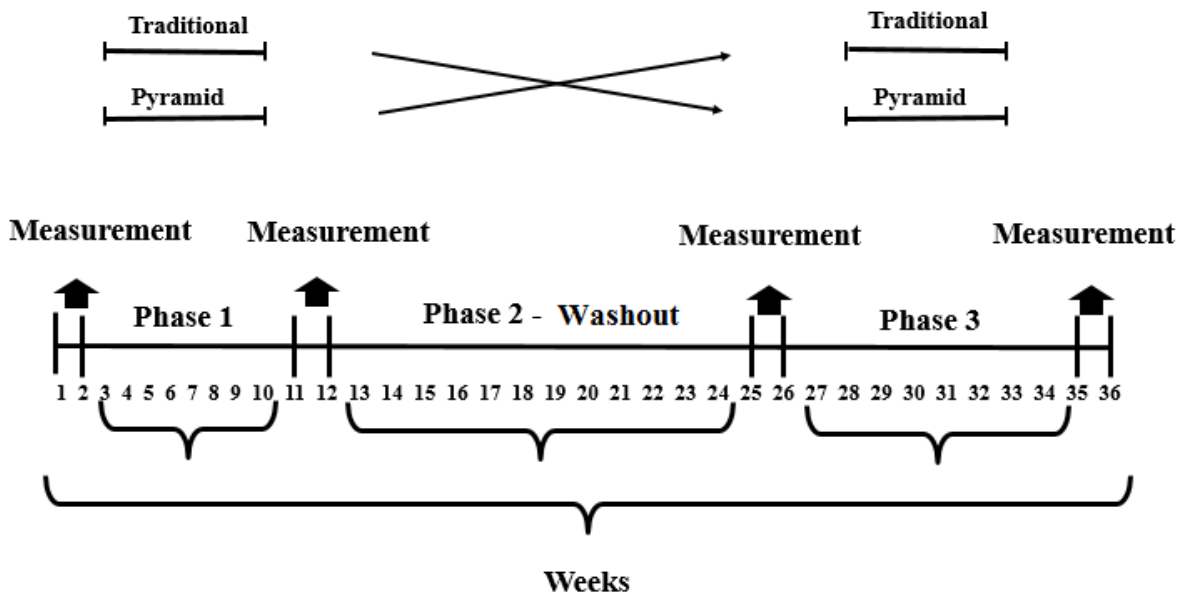 Traditional
Traditional
Pyramid
Pyramid
Measurement
Measurement
Measurement
Measurement
Phase 1
Phase 2 - Washout
Phase 3
1 2 3 4 5 6 7 8 9 10 11 12 13 14 15 16 17 18 19 20 21 22 23 24 25 26 27 28 29 30 31 32 33 34 35 36
Weeks